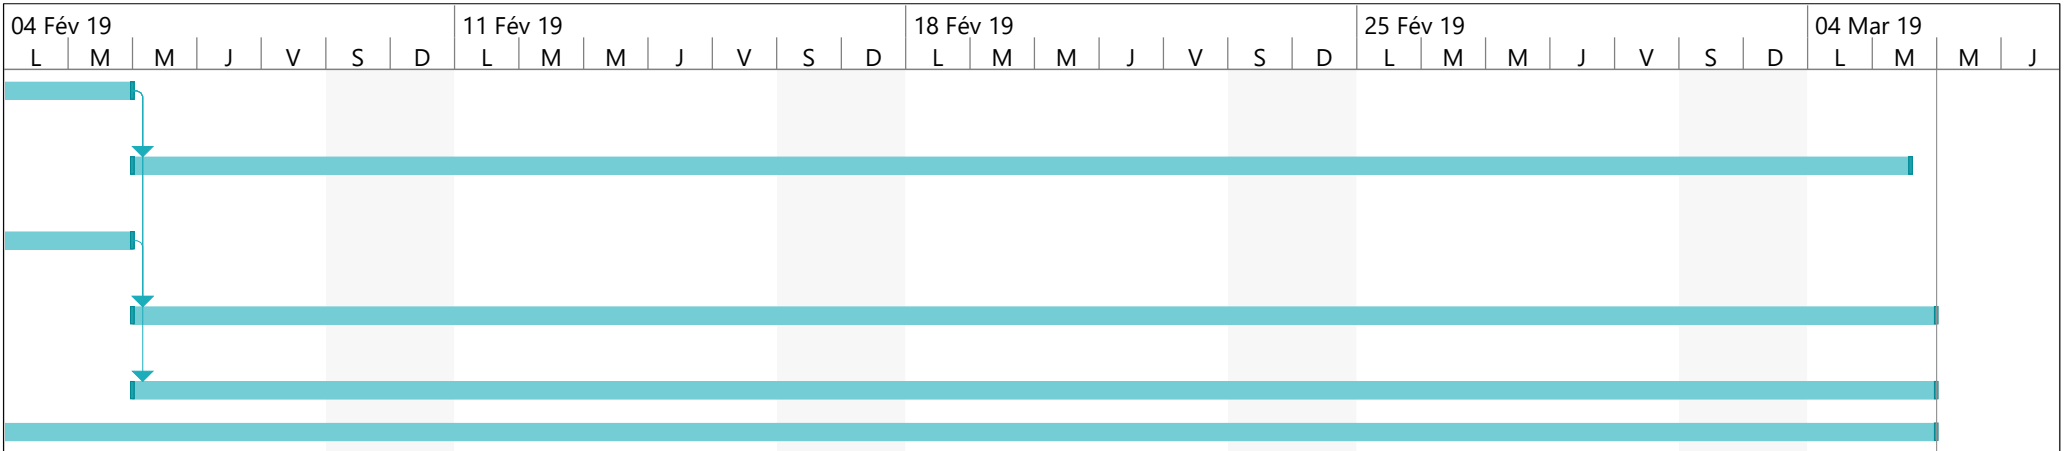 04 Fév 19 11 Fév 19 18 Fév 19 25 Fév 19 04 Mar 19
L M M J V S D L M M J V S D L M M J V S D L M M J V S D L M M J